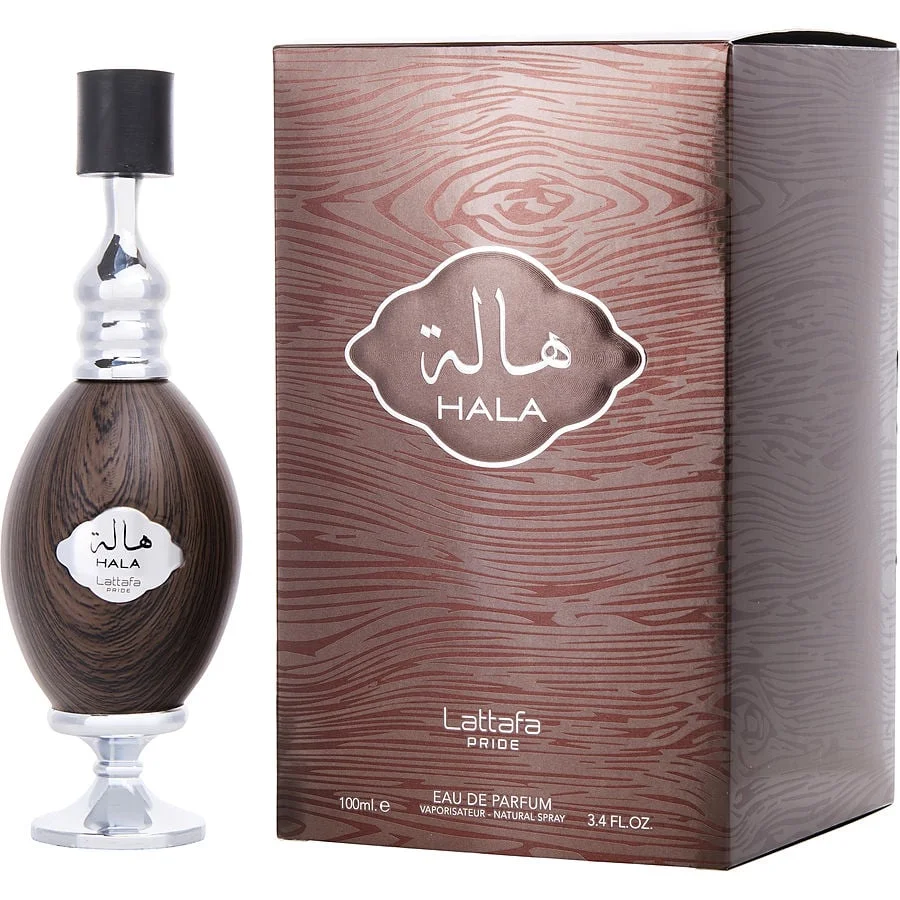 هالة
HALA
Lattafa
PRIDE
هالة
HALA
Lattafa
PRIDE
100ml. e
EAU DE PARFUM
VAPORISATEUR - NATURAL SPRAY
3.4 FL.OZ.